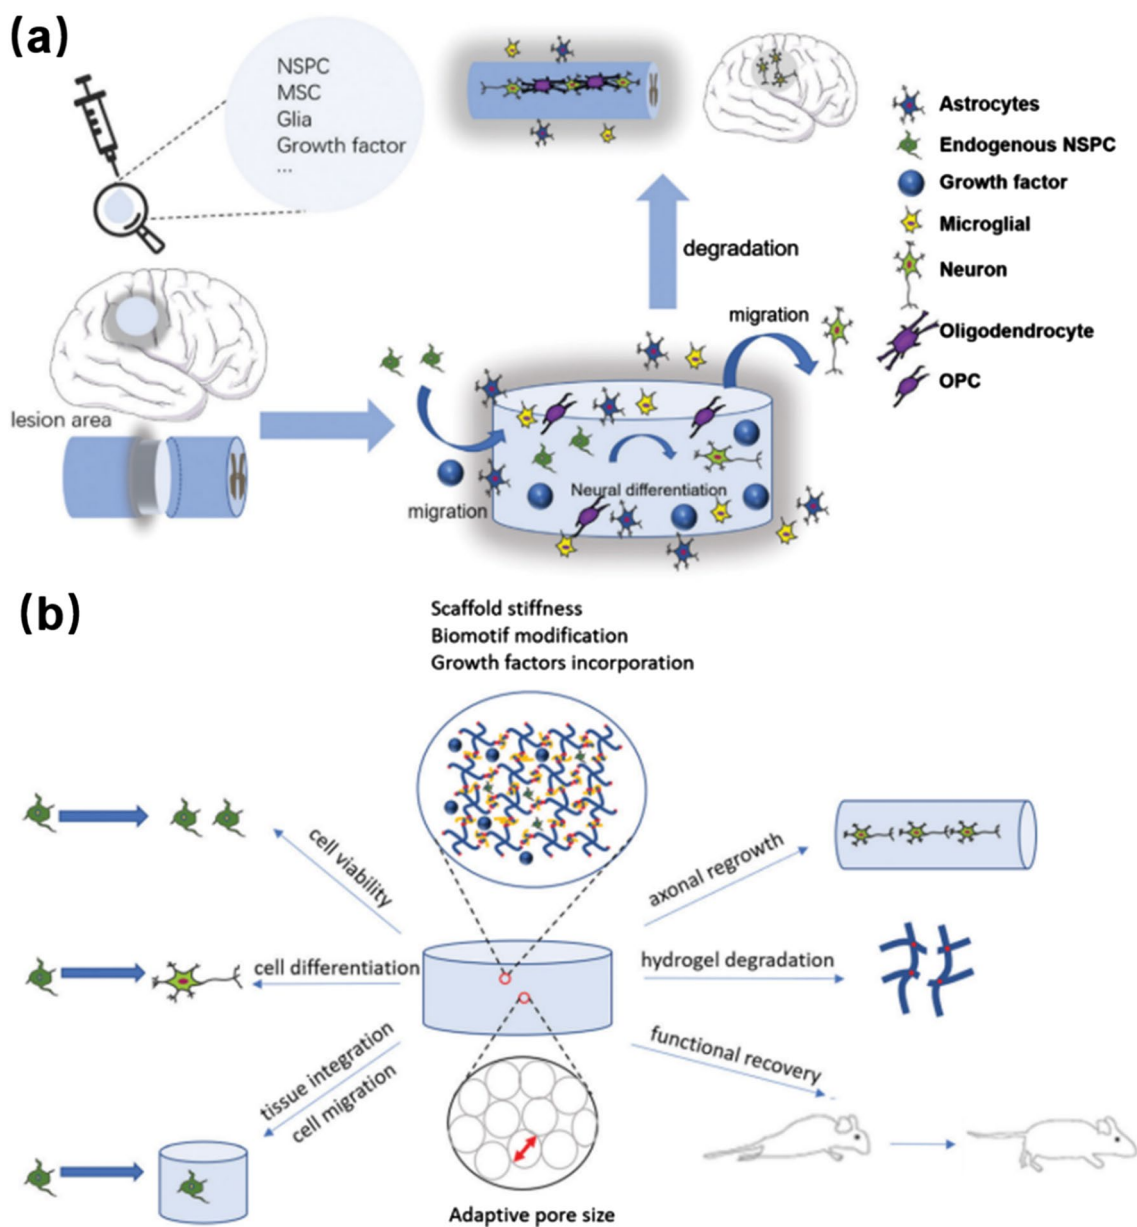 (a)
NSPC
MSC
Glia
Growth factor
...
Astrocytes
Endogenous NSPC
Growth factor
Microglial
Neuron
Oligodendrocyte
OPC
degradation
migration
lesion area
migration
Neural differentiation
(b)
Scaffold stiffness
Biomotif modification
Growth factors incorporation
cell viability
axonal regrowth
cell differentiation
hydrogel degradation
tissue integration
cell migration
functional recovery
Adaptive pore size